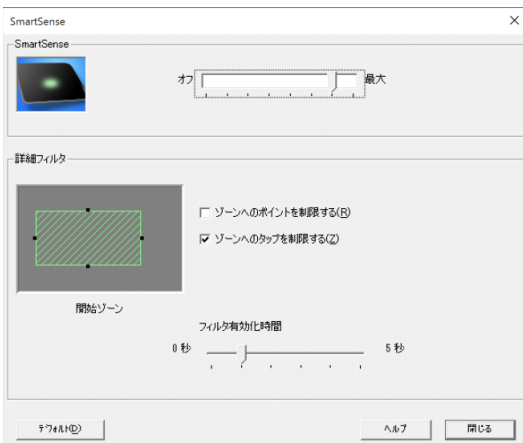 SmartSense
SmartSense
オフ 最大
詳細フィルタ
ゾーンへのポイントを制限する(R)
ゾーンへのタップを制限する(Z)
開始ゾーン
フィルタ有効化時間
0 秒 5 秒
デフォルト(D) ヘルプ 閉じる